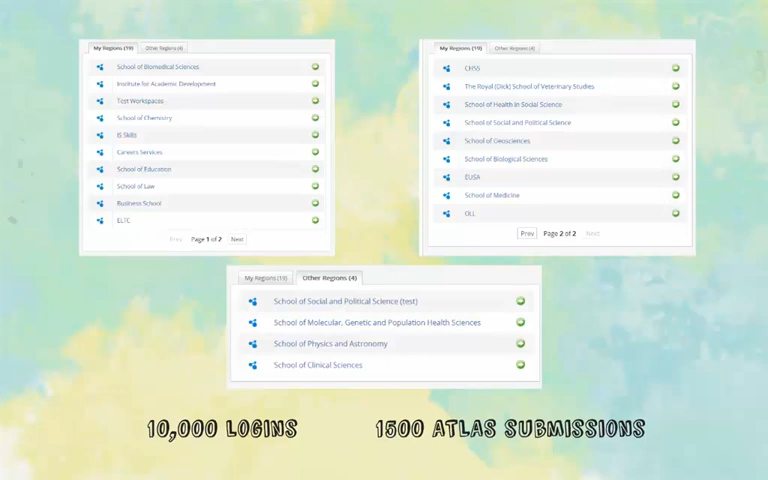 My Regions (19) Other Regions (4)
School of Biomedical Sciences
Institute for Academic Development
Test Workspaces
School of Chemistry
IS Skills
Careers Services
School of Education
School of Law
Business School
ELTC
Prev Page 1 of 2 Next
My Regions (19) Other Regions (4)
CHSS
The Royal (Dick) School of Veterinary Studies
School of Health in Social Science
School of Social and Political Science
School of Geosciences
School of Biological Sciences
EUSA
School of Medicine
OLL
Prev Page 2 of 2 Next
My Regions (19) Other Regions (4)
School of Social and Political Science (test)
School of Molecular, Genetic and Population Health Sciences
School of Physics and Astronomy
School of Clinical Sciences
10,000 LOGINS 1500 ATLAS SUBMISSIONS